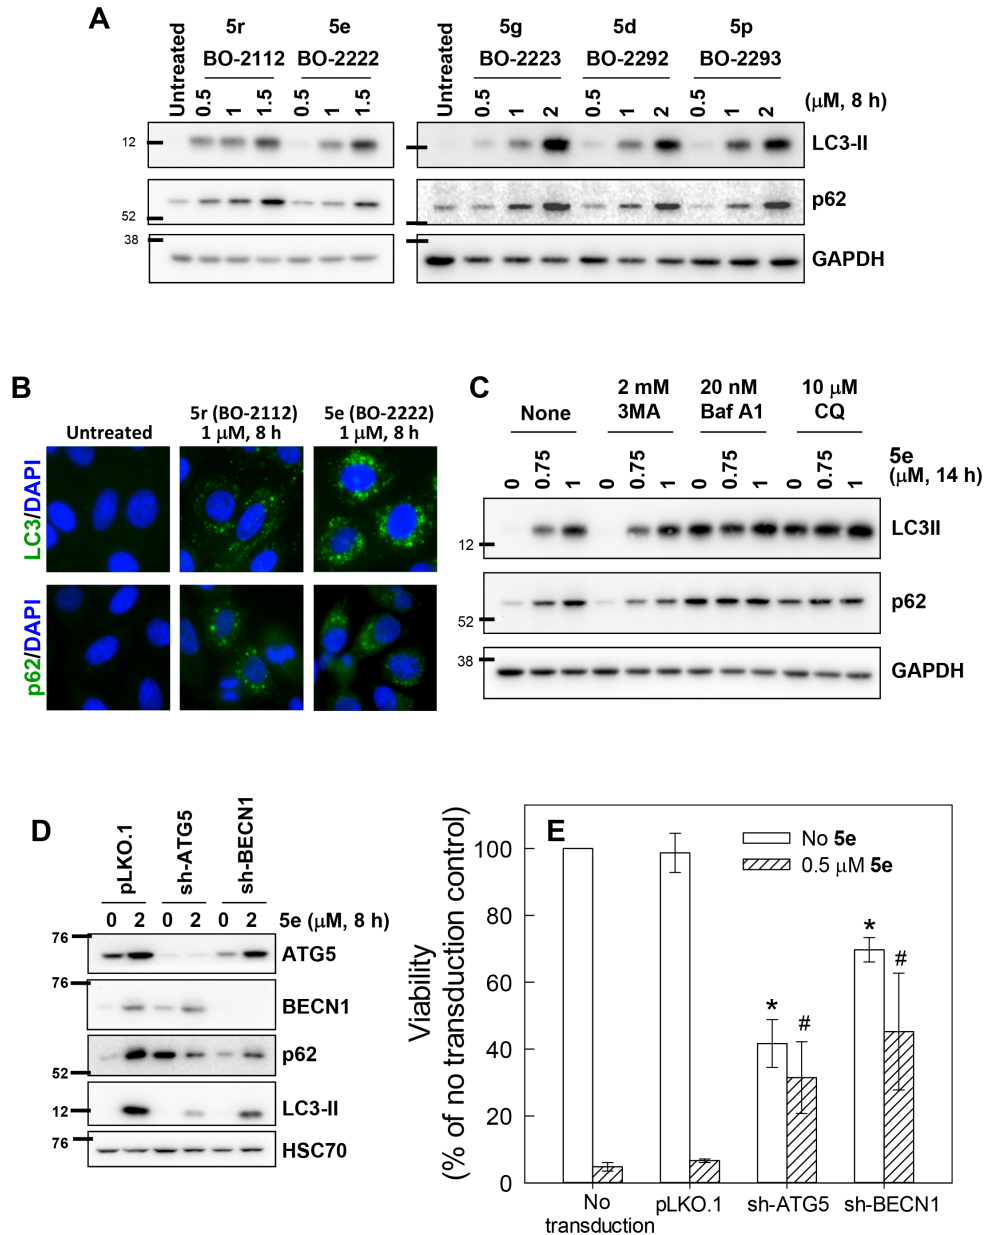 A
5r 5e 5g 5d 5p
Untreated BO-2112 BO-2222 Untreated BO-2223 BO-2292 BO-2293
0.5 1 1.5 0.5 1 1.5 0.5 1 2 0.5 1 2 0.5 1 2 (μM, 8 h)
12 LC3-II
52 p62
38 GAPDH
B
Untreated
5r (BO-2112)
1 μM, 8 h
5e (BO-2222)
1 μM, 8 h
LC3/DAPI
p62/DAPI
C
None
2 mM
3MA
20 nM
Baf A1
10 μM
CQ
0 0.75 1 0 0.75 1 0 0.75 1 0 0.75 1
5e
(μM, 14 h)
12 LC3II
52 p62
38 GAPDH
D
pLKO.1 sh-ATG5 sh-BECN1
0 2 0 2 0 2 5e (μM, 8 h)
76 ATG5
76 BECN1
52 p62
12 LC3-II
76 HSC70
E
No 5e
0.5 μM 5e
Viability
(% of no transduction control)
100
80
60
40
20
0
* # * #
No
transduction
pLKO.1 sh-ATG5 sh-BECN1